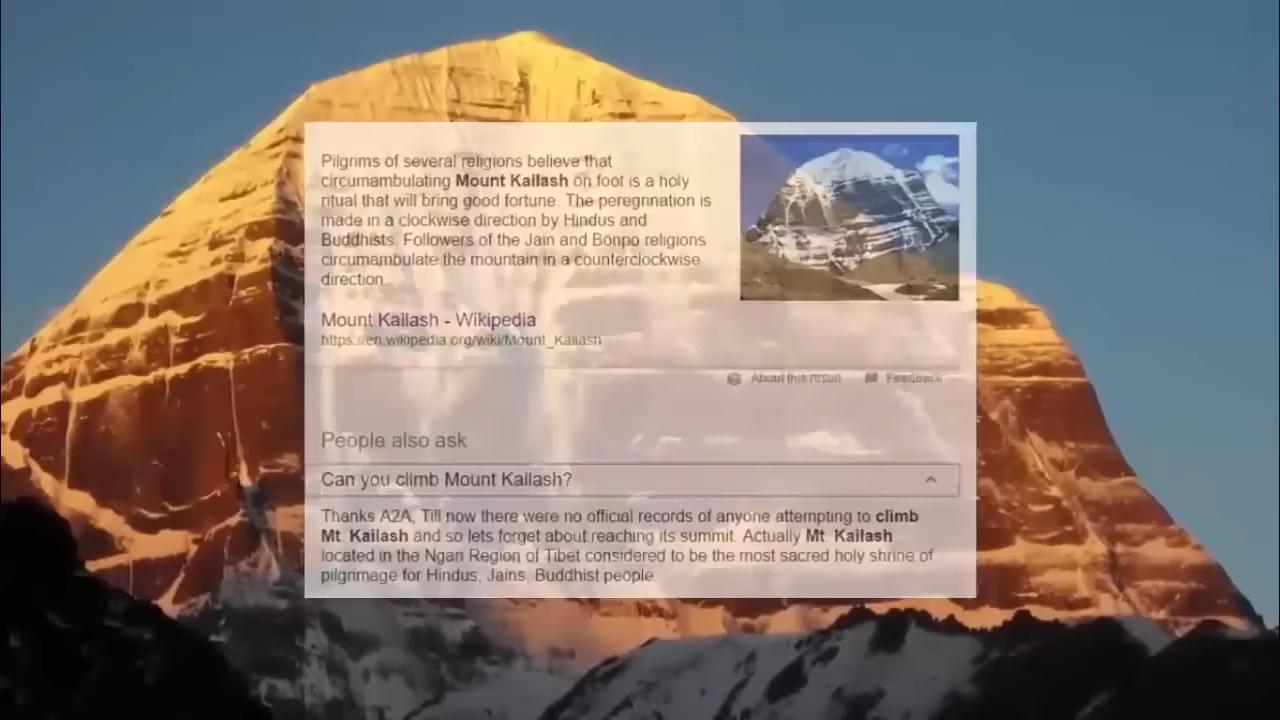 Pilgrims of several religions believe that
circumambulating Mount Kailash on foot is a holy
ritual that will bring good fortune. The peregrination is
made in a clockwise direction by Hindus and
Buddhists. Followers of the Jain and Bönpo religions
circumambulate the mountain in a counterclockwise
direction.
Mount Kailash - Wikipedia
https://en.wikipedia.org/wiki/Mount_Kailash
About this result Feedback
People also ask
Can you climb Mount Kailash?
Thanks A2A, Till now there were no official records of anyone attempting to climb
Mt. Kailash and so lets forget about reaching its summit. Actually Mt. Kailash
located in the Ngari Region of Tibet considered to be the most sacred holy shrine of
pilgrimage for Hindus, Jains, Buddhist people